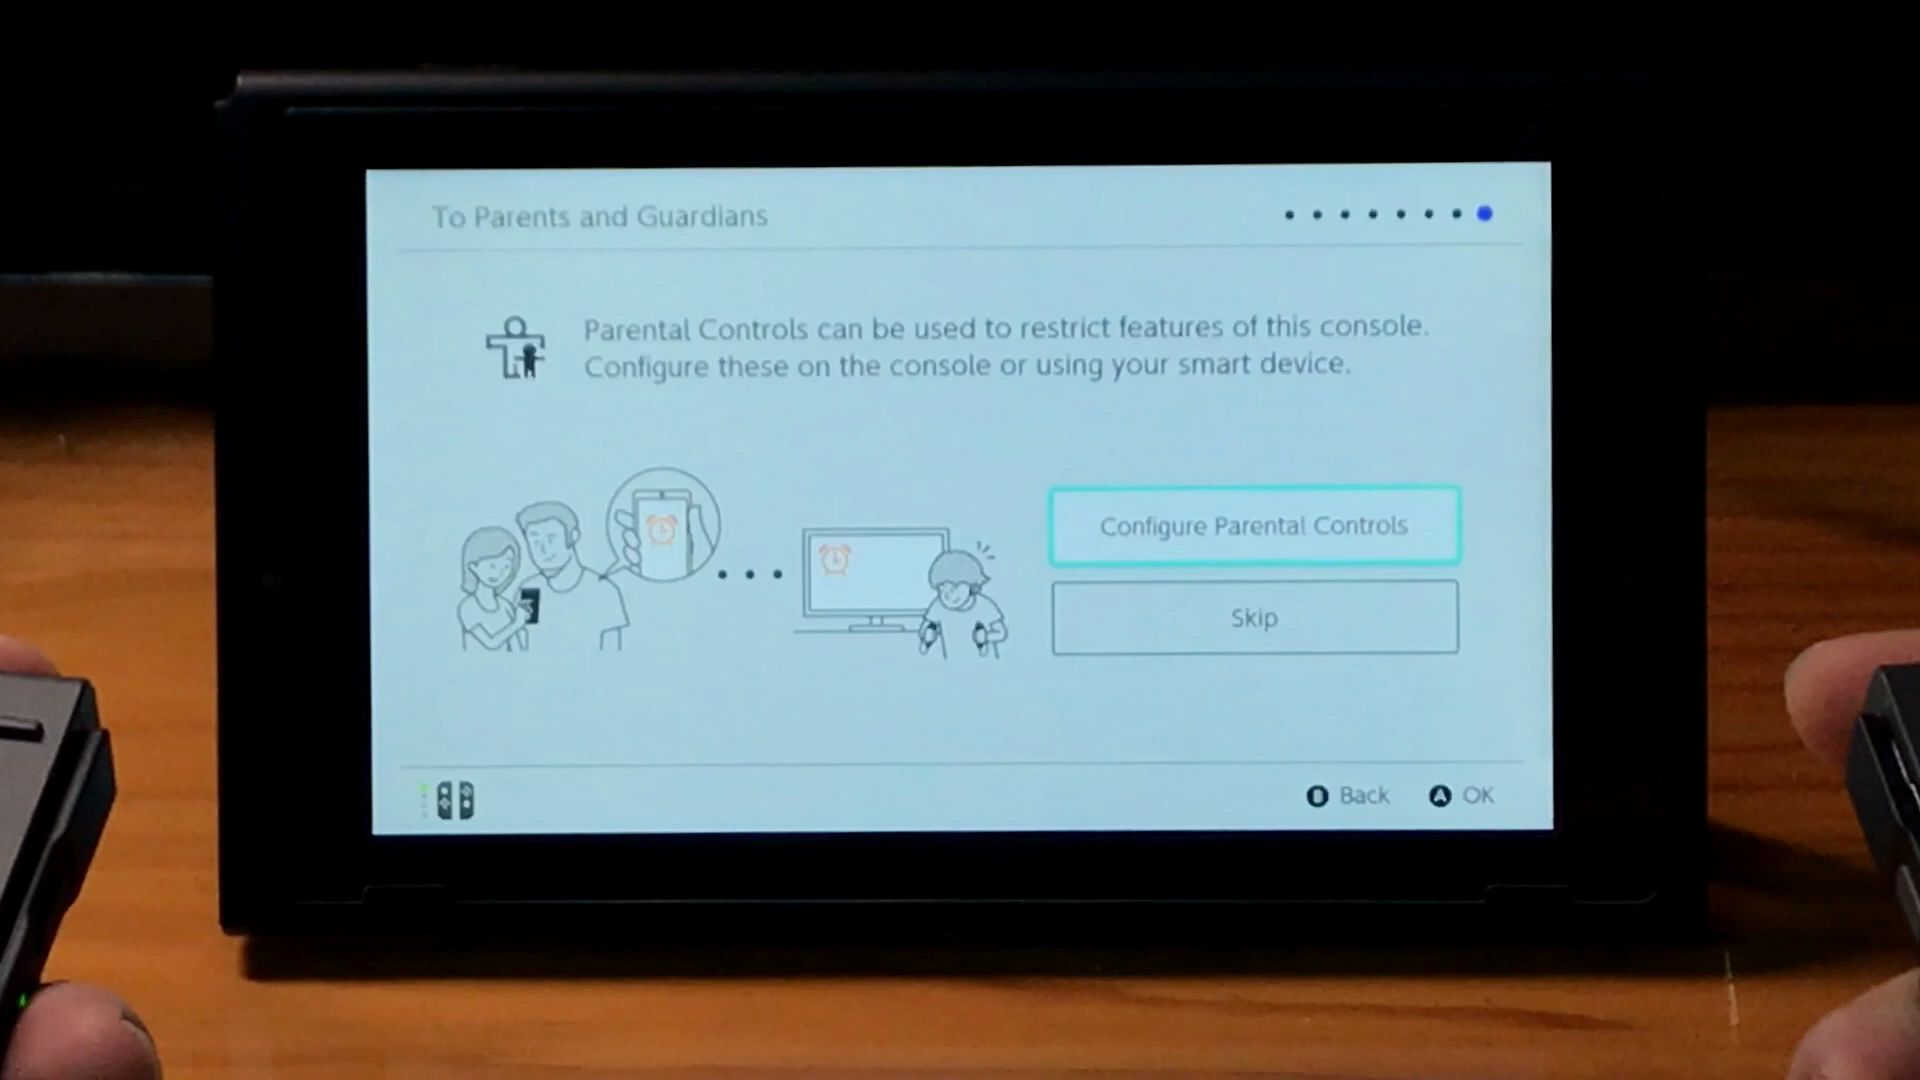 To Parents and Guardians
Parental Controls can be used to restrict features of this console.
Configure these on the console or using your smart device.
Configure Parental Controls
Skip
B Back A OK